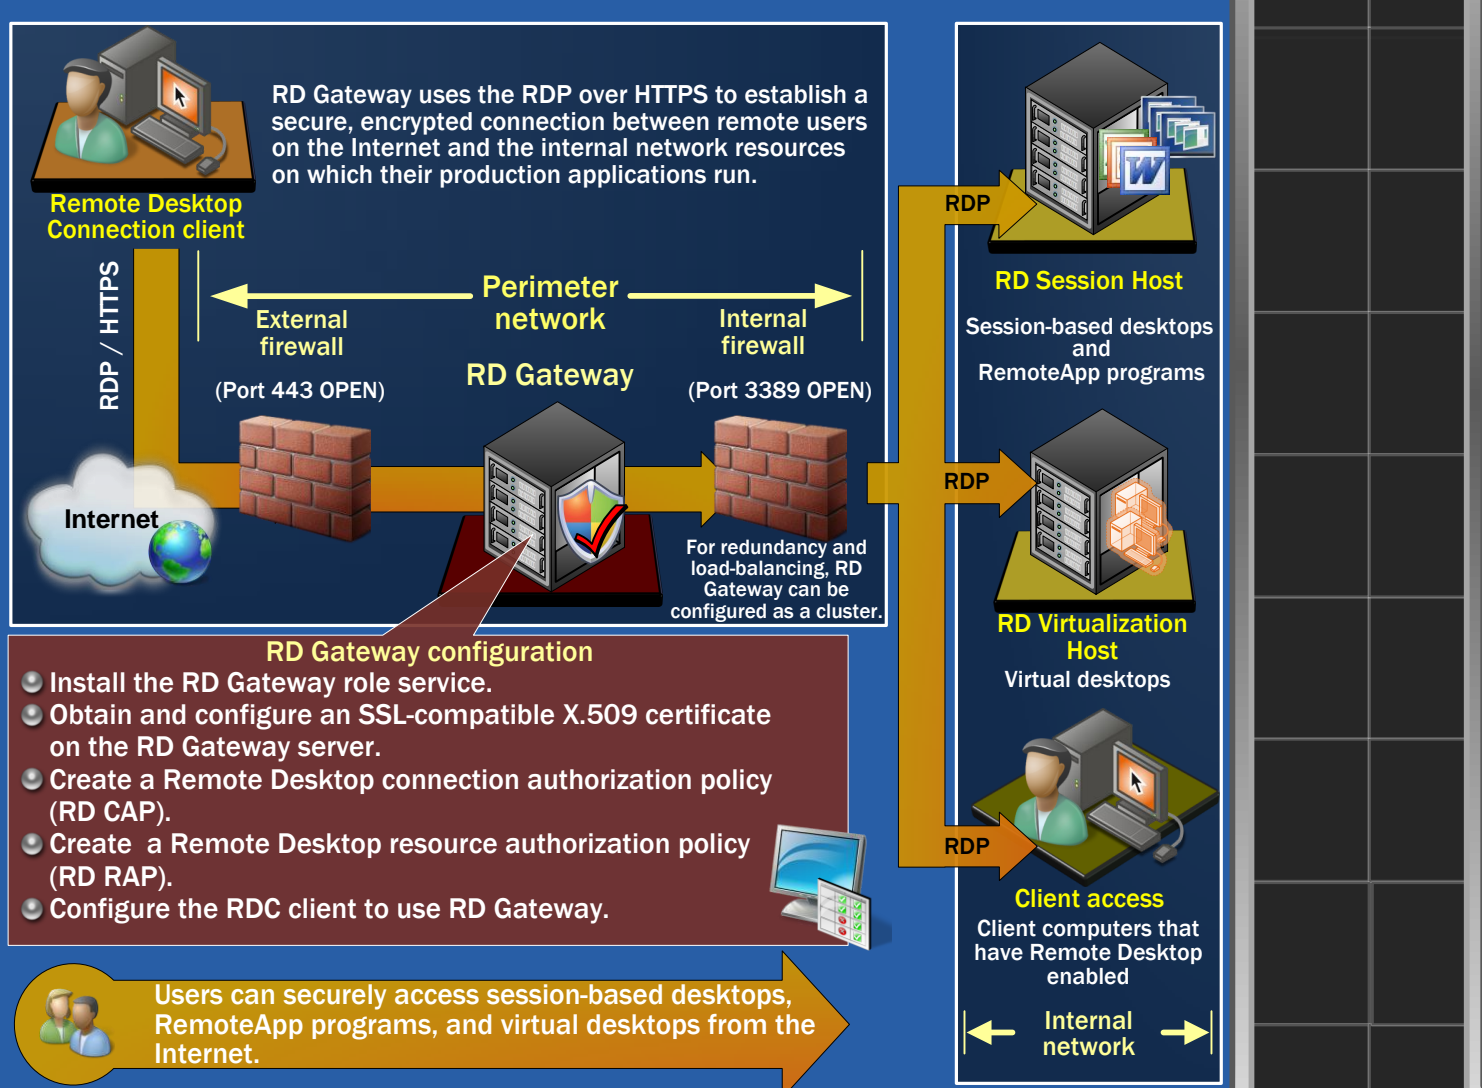 RD Gateway uses the RDP over HTTPS to establish a
secure, encrypted connection between remote users
on the Internet and the internal network resources
on which their production applications run.
Remote Desktop
Connection client
RDP / HTTPS
Perimeter
network
External
firewall
Internal
firewall
RD Gateway
(Port 443 OPEN)
(Port 3389 OPEN)
Internet
For redundancy and
load-balancing, RD
Gateway can be
configured as a cluster.
RD Gateway configuration
Install the RD Gateway role service.
Obtain and configure an SSL-compatible X.509 certificate
on the RD Gateway server.
Create a Remote Desktop connection authorization policy
(RD CAP).
Create  a Remote Desktop resource authorization policy
(RD RAP).
Configure the RDC client to use RD Gateway.
Users can securely access session-based desktops,
RemoteApp programs, and virtual desktops from the
Internet.
RDP
W
RD Session Host
Session-based desktops
and
RemoteApp programs
RDP
RD Virtualization
Host
Virtual desktops
RDP
Client access
Client computers that
have Remote Desktop
enabled
Internal
network